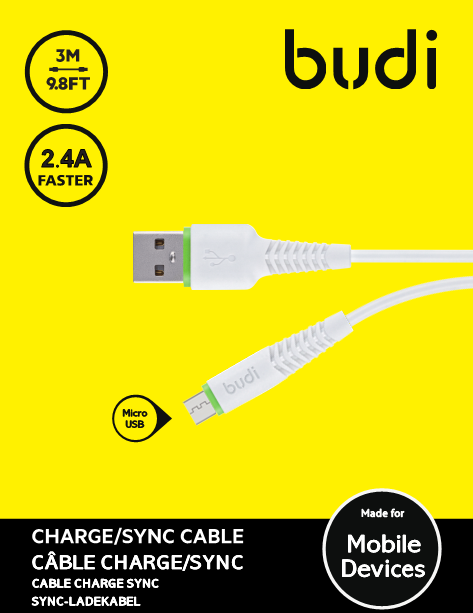 3M
9.8FT
budi
2.4A
FASTER
budi
Micro
USB
CHARGE/SYNC CABLE
CÂBLE CHARGE/SYNC
CABLE CHARGE SYNC
SYNC-LADEKABEL
Made for
Mobile
Devices